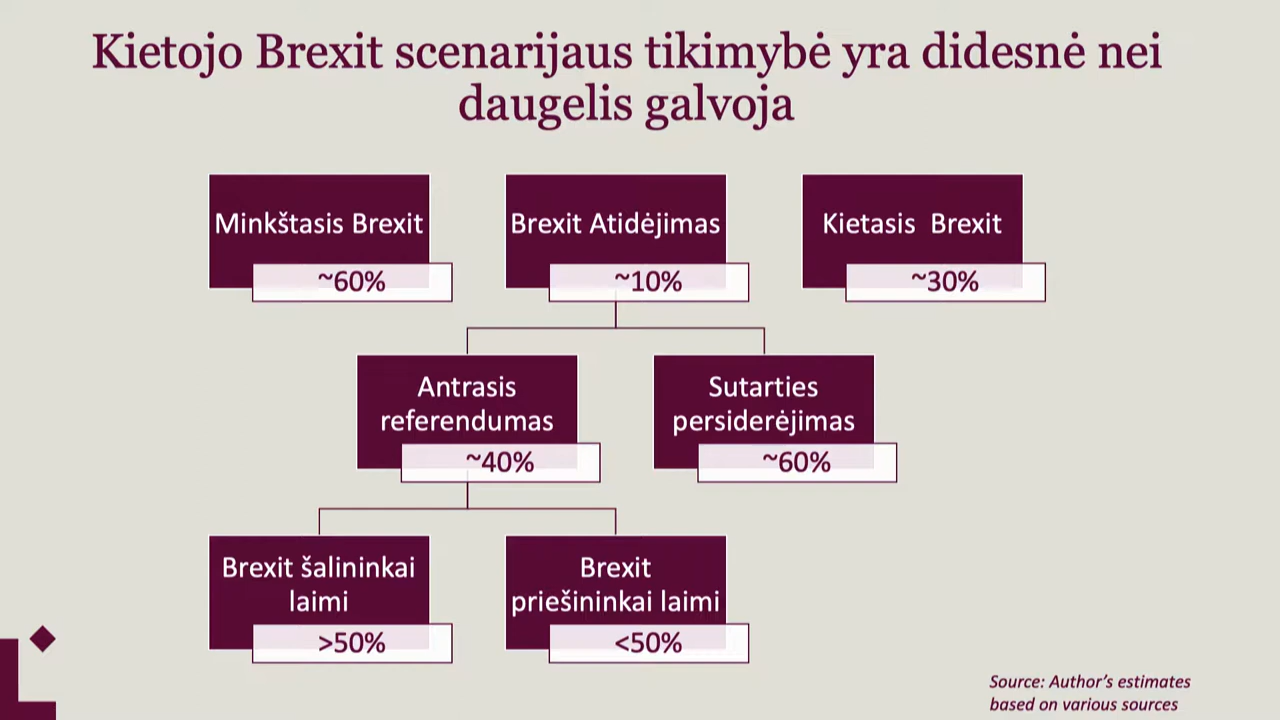 Kietojo Brexit scenarijaus tikimybė yra didesnė nei
daugelis galvoja
Minkštasis Brexit
~60%
Brexit Atidėjimas
~10%
Kietasis  Brexit
~30%
Antrasis
referendumas
~40%
Sutarties
persiderėjimas
~60%
Brexit šalininkai
laimi
>50%
Brexit
priešininkai laimi
<50%
Source: Author’s estimates
based on various sources